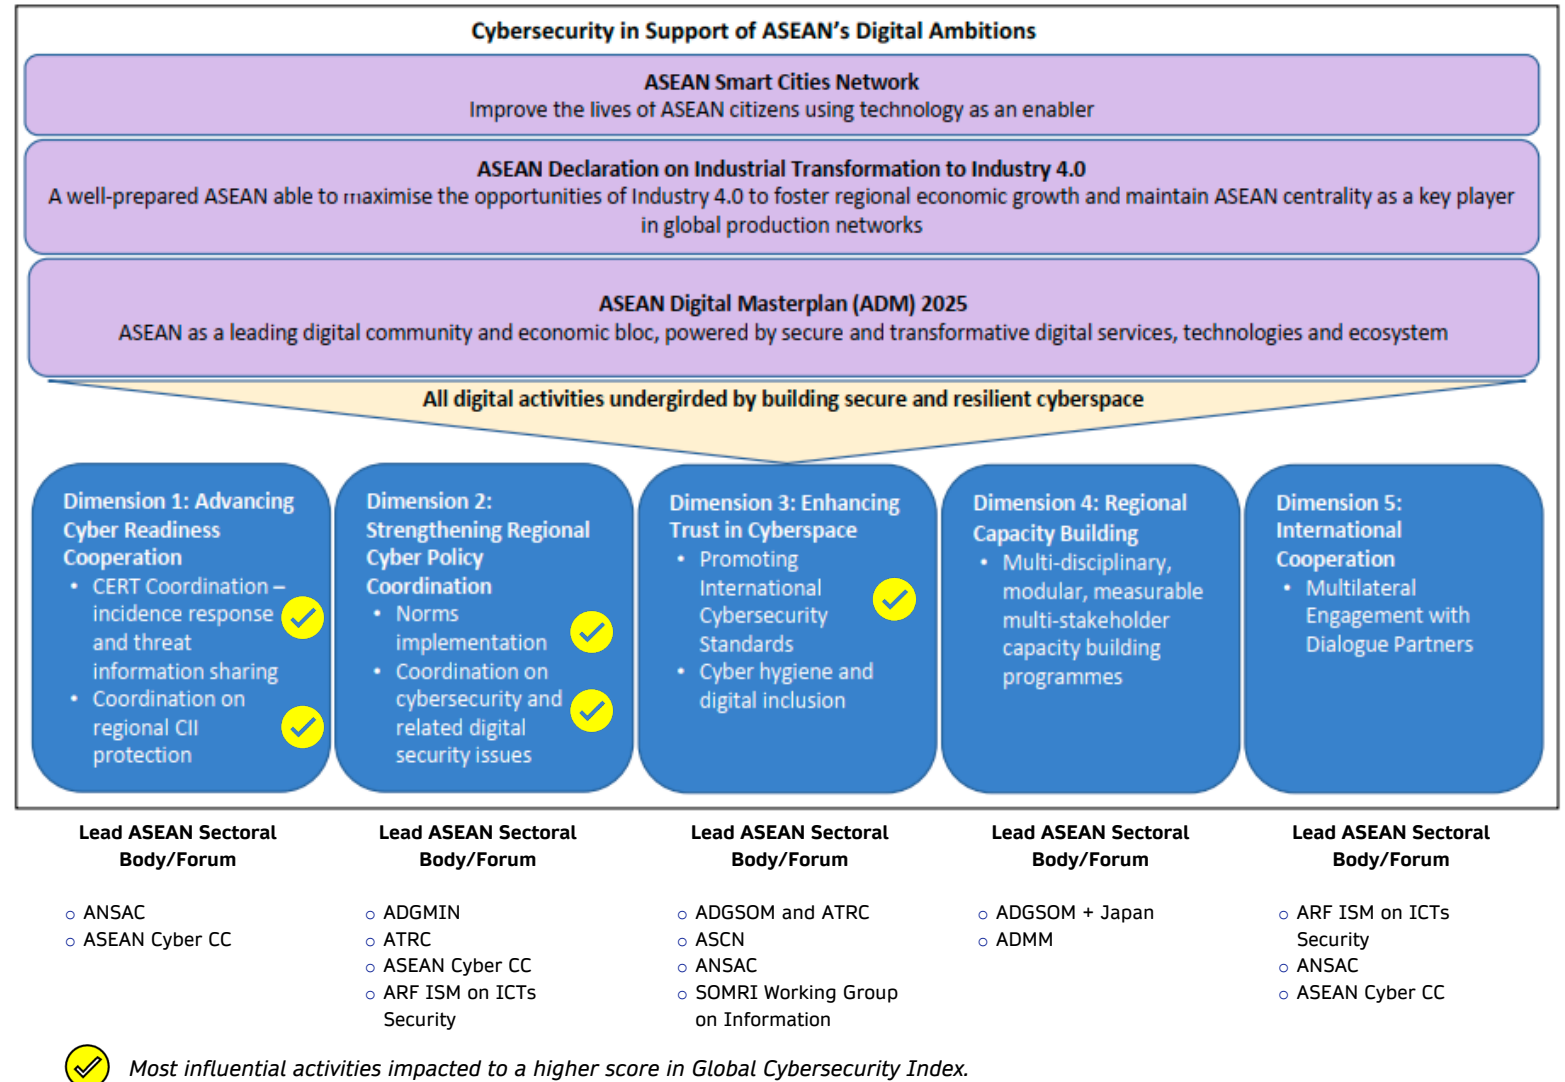 Cybersecurity in Support of ASEAN's Digital Ambitions
ASEAN Smart Cities Network
Improve the lives of ASEAN citizens using technology as an enabler
ASEAN Declaration on Industrial Transformation to Industry 4.0
A well-prepared ASEAN able to maximise the opportunities of Industry 4.0 to foster regional economic growth and maintain ASEAN centrality as a key player
in global production networks
ASEAN Digital Masterplan (ADM) 2025
ASEAN as a leading digital community and economic bloc, powered by secure and transformative digital services, technologies and ecosystem
All digital activities undergirded by building secure and resilient cyberspace
Dimension 1: Advancing
Cyber Readiness
Cooperation
• CERT Coordination –
incidence response
and threat
information sharing
• Coordination on
regional CII
protection
Dimension 2:
Strengthening Regional
Cyber Policy
Coordination
• Norms
implementation
• Coordination on
cybersecurity and
related digital
security issues
Dimension 3: Enhancing
Trust in Cyberspace
• Promoting
International
Cybersecurity
Standards
• Cyber hygiene and
digital inclusion
Dimension 4: Regional
Capacity Building
• Multi-disciplinary,
modular, measurable
multi-stakeholder
capacity building
programmes
Dimension 5:
International
Cooperation
• Multilateral
Engagement with
Dialogue Partners
Lead ASEAN Sectoral
Body/Forum
○ ANSAC
○ ASEAN Cyber CC
Lead ASEAN Sectoral
Body/Forum
○ ADGMIN
○ ATRC
○ ASEAN Cyber CC
○ ARF ISM on ICTs
Security
Lead ASEAN Sectoral
Body/Forum
○ ADGSOM and ATRC
○ ASCN
○ ANSAC
○ SOMRI Working Group
on Information
Lead ASEAN Sectoral
Body/Forum
○ ADGSOM + Japan
○ ADMM
Lead ASEAN Sectoral
Body/Forum
○ ARF ISM on ICTs
Security
○ ANSAC
○ ASEAN Cyber CC
Most influential activities impacted to a higher score in Global Cybersecurity Index.